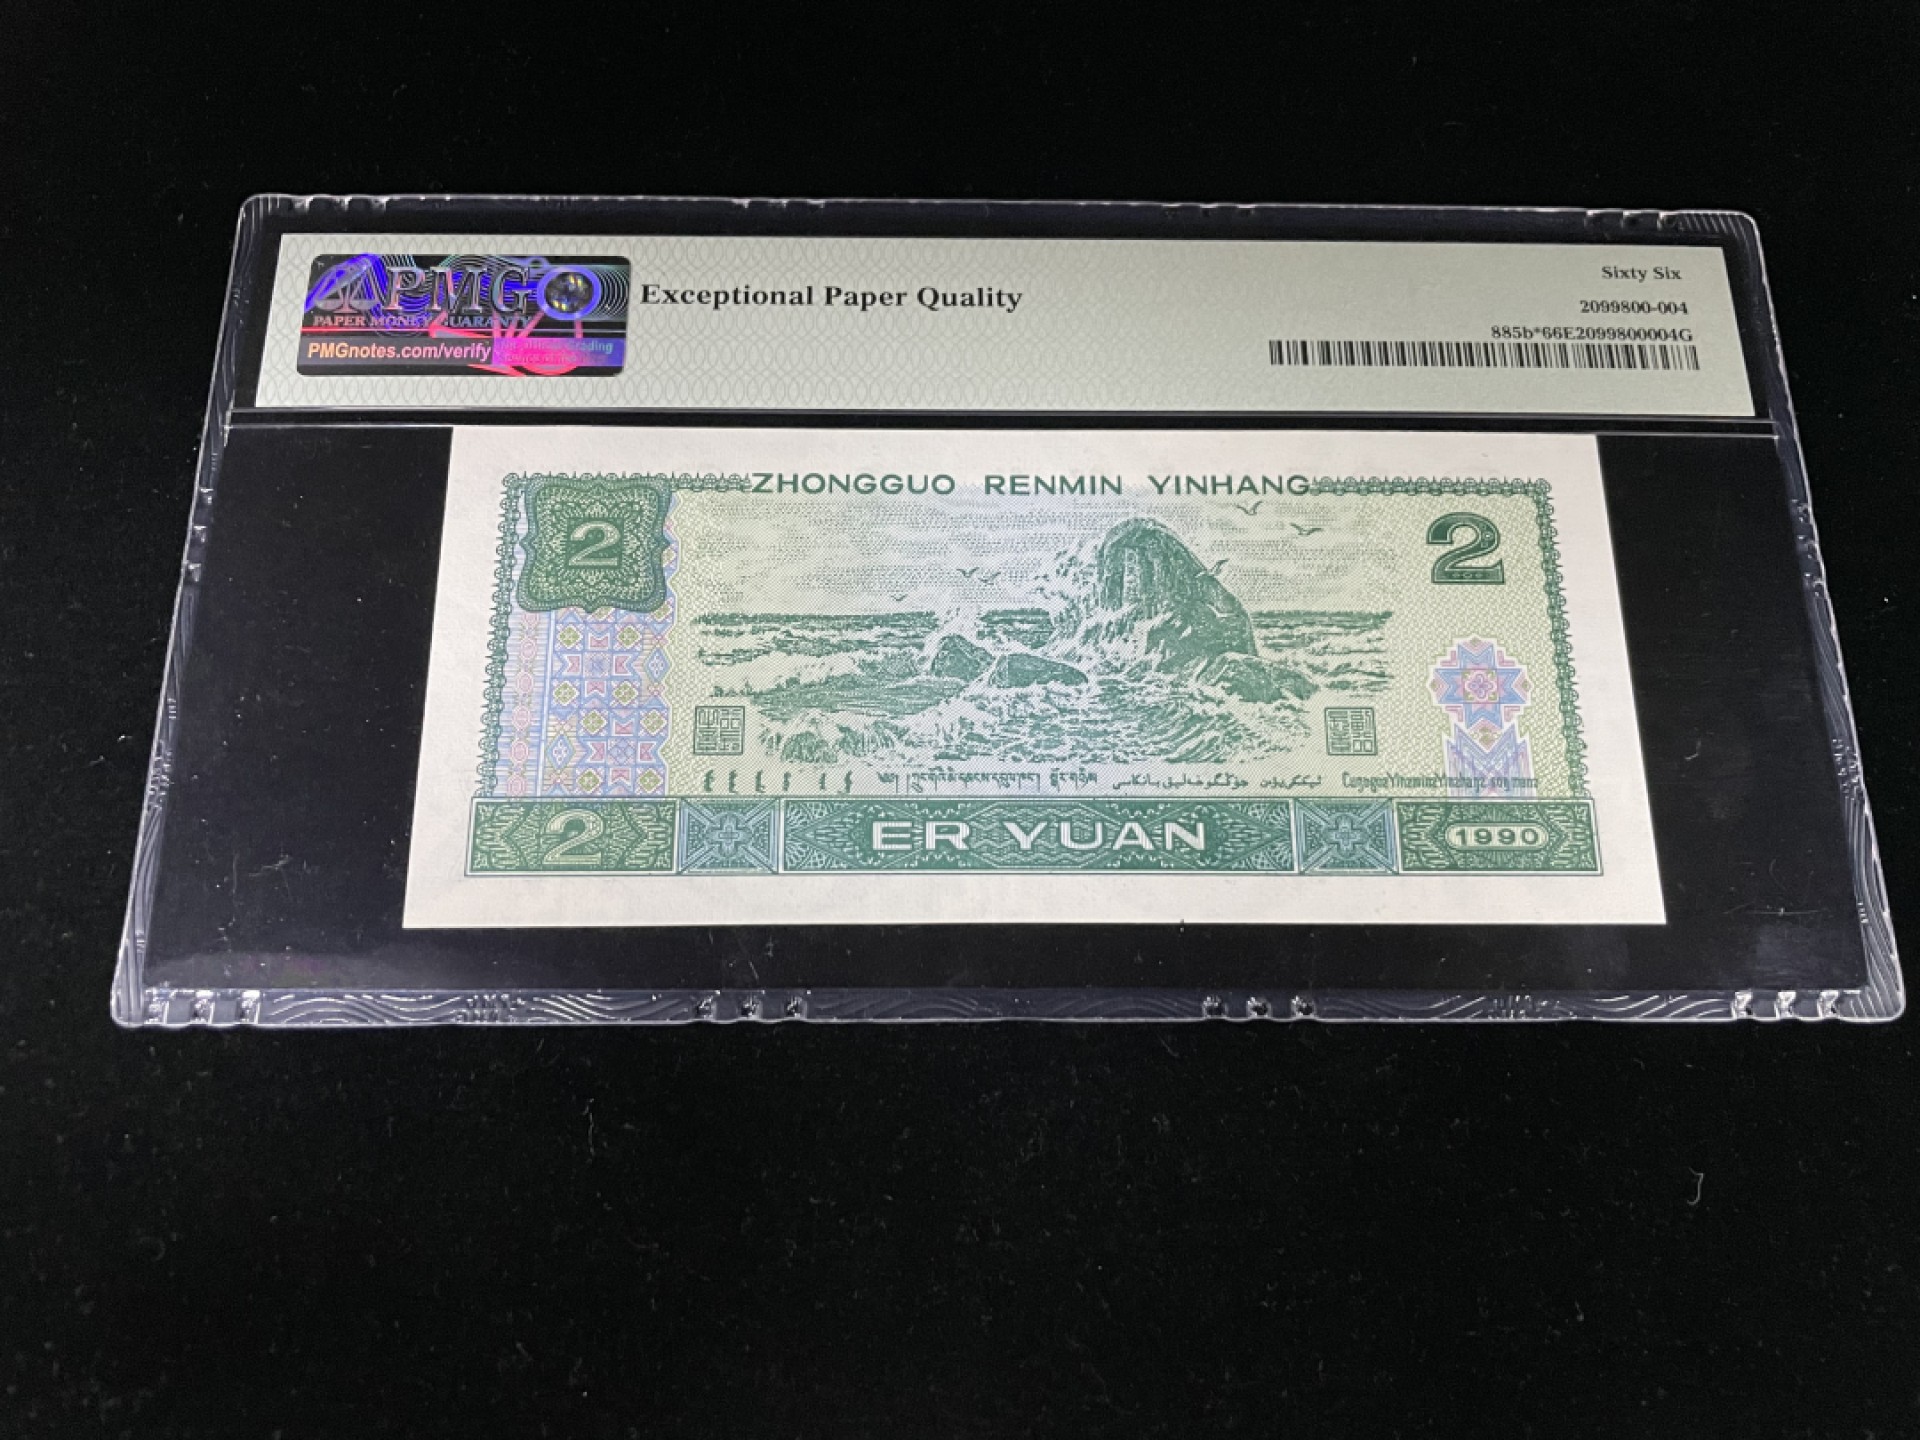 PMG
PAPER MONEY GUARANTY
PMGnotes.com/verify
Exceptional Paper Quality
Sixty Six
2099800-004
885b*66E2099800004G
ZHONGGUO RENMIN YINHANG
2
2
2
ER YUAN
1990